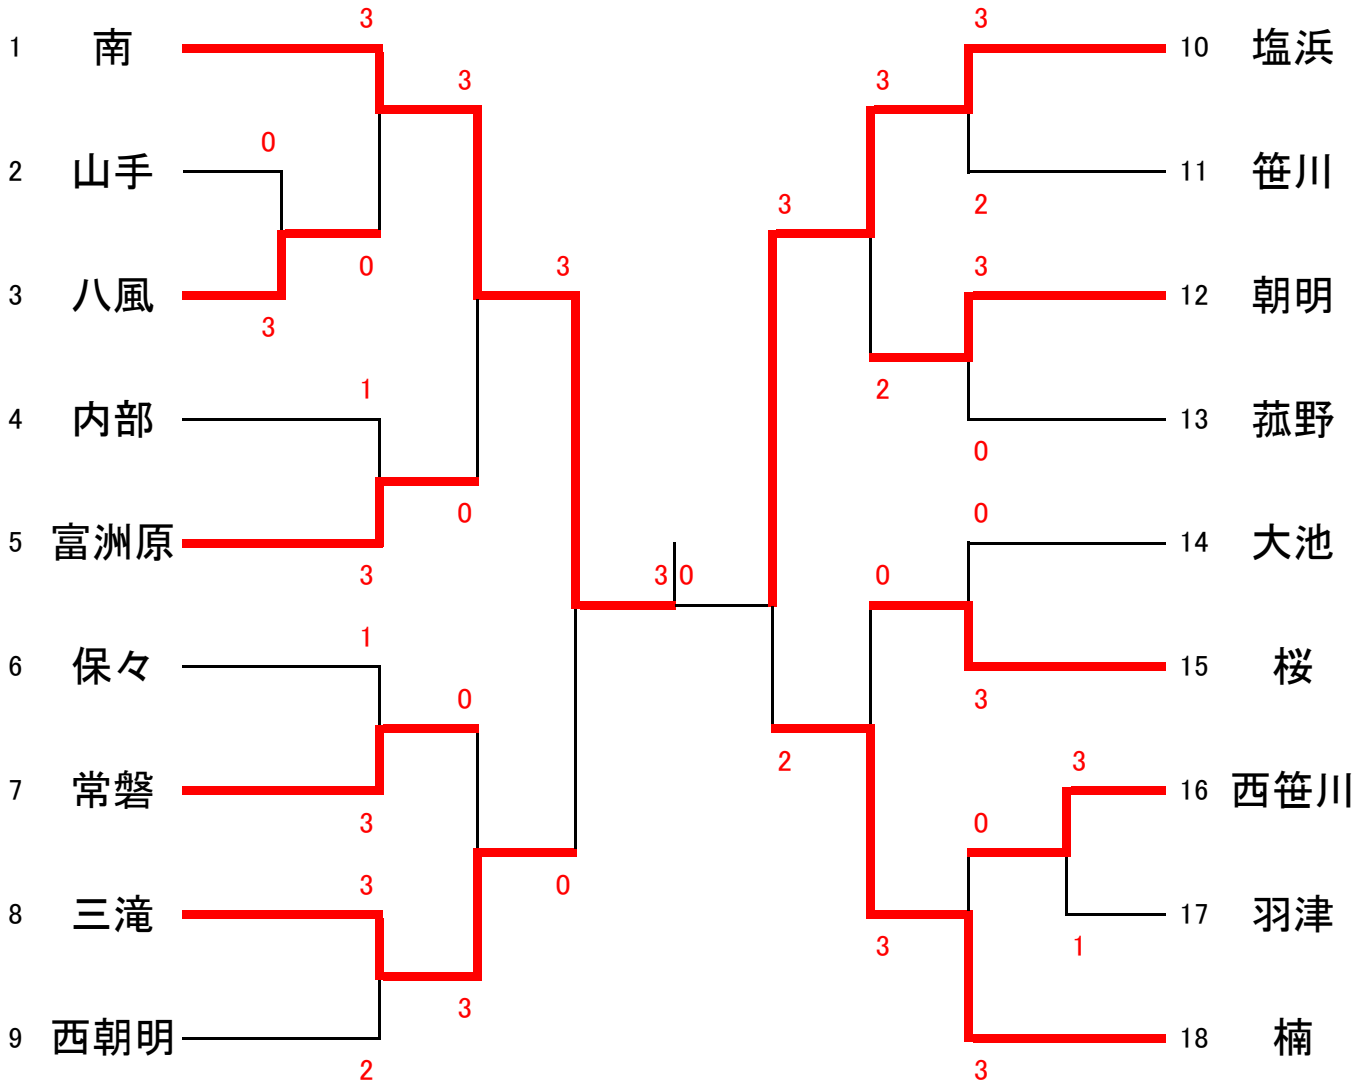 3 3
1 南 10 塩浜
3 3
0
2 山手 11 笹川
3 2
3 0 3 3
3 八風 12 朝明
3
1 2
4 内部 13 菰野
0
0 0
5 富洲原 14 大池
3 3 0 0
1
6 保々 15 桜
0 3
2 3
7 常磐 16 西笹川
3 0
3 0
8 三滝 17 羽津
3 1
3
9 西朝明 18 楠
2 3